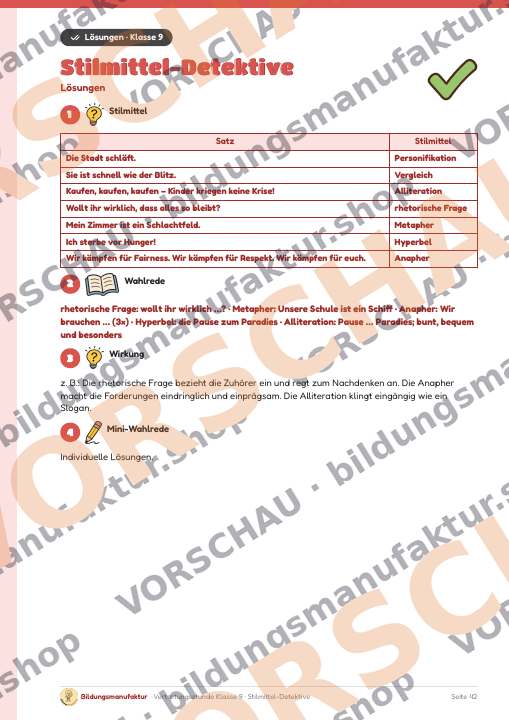 Lösungen · Klasse 9
Stilmittel-Detektive
Lösungen
1 Stilmittel
Satz Stilmittel
Die Stadt schläft. Personifikation
Sie ist schnell wie der Blitz. Vergleich
Kaufen, kaufen, kaufen – Kinder kriegen keine Krise! Alliteration
Wollt ihr wirklich, dass alles so bleibt? rhetorische Frage
Mein Zimmer ist ein Schlachtfeld. Metapher
Ich sterbe vor Hunger! Hyperbel
Wir kämpfen für Fairness. Wir kämpfen für Respekt. Wir kämpfen für euch. Anapher
2 Wahlrede
rhetorische Frage: wollt ihr wirklich …? · Metapher: Unsere Schule ist ein Schiff · Anapher: Wir
brauchen … (3×) · Hyperbel: die Pause zum Paradies · Alliteration: Pause … Paradies; bunt, bequem
und besonders
3 Wirkung
z. B.: Die rhetorische Frage bezieht die Zuhörer ein und regt zum Nachdenken an. Die Anapher
macht die Forderungen eindringlich und einprägsam. Die Alliteration klingt eingängig wie ein
Slogan.
4 Mini-Wahlrede
Individuelle Lösungen.
VORSCHAU · bildungsmanufaktur.shop
Bildungsmanufaktur · Vertretungsstunde Klasse 9 · Stilmittel-Detektive Seite 42